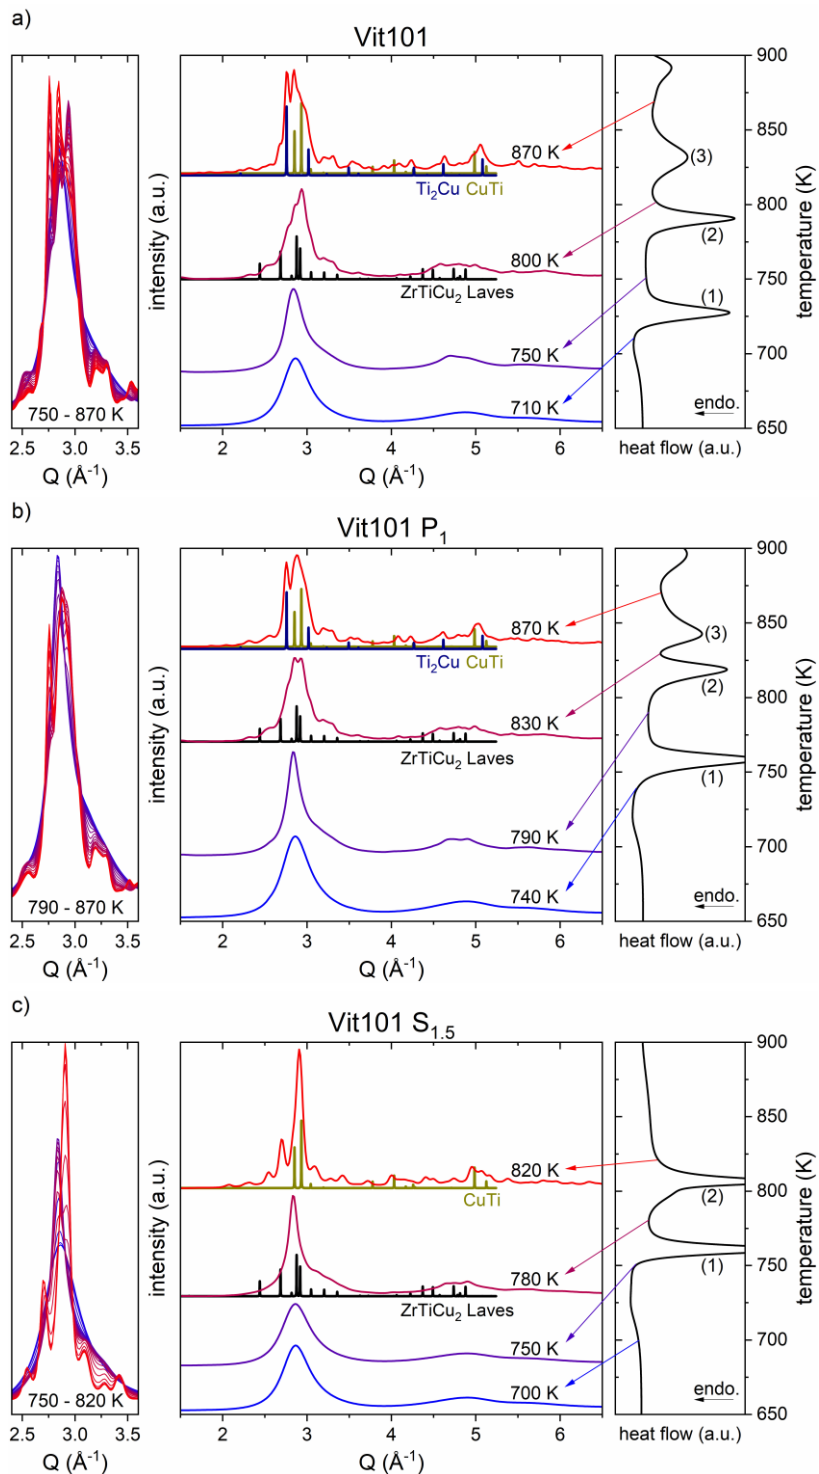 a)
Vit101
intensity (a.u.)
750 - 870 K
2.5 3.0 3.5
Q (Å⁻¹)
870 K
Ti₂Cu CuTi
800 K
ZrTiCu₂ Laves
750 K
710 K
2 3 4 5 6
Q (Å⁻¹)
(3)
(2)
(1)
endo.
heat flow (a.u.)
900
850
800
750
700
650
temperature (K)
b)
Vit101 P₁
intensity (a.u.)
790 - 870 K
2.5 3.0 3.5
Q (Å⁻¹)
870 K
Ti₂Cu CuTi
830 K
ZrTiCu₂ Laves
790 K
740 K
2 3 4 5 6
Q (Å⁻¹)
(3)
(2)
(1)
endo.
heat flow (a.u.)
900
850
800
750
700
650
temperature (K)
c)
Vit101 S₁.₅
intensity (a.u.)
750 - 820 K
2.5 3.0 3.5
Q (Å⁻¹)
820 K
CuTi
780 K
ZrTiCu₂ Laves
750 K
700 K
2 3 4 5 6
Q (Å⁻¹)
(2)
(1)
endo.
heat flow (a.u.)
900
850
800
750
700
650
temperature (K)